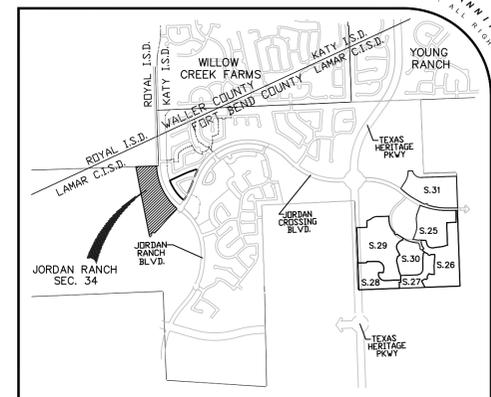 ALL RIGH
ROYAL I.S.D.
KATY I.S.D.
WILLOW
CREEK FARMS
KATY I.S.D.
LAMAR C.I.S.D.
YOUNG
RANCH
WALLER COUNTY
FORT BEND COUNTY
ROYAL I.S.D.
LAMAR C.I.S.D.
TEXAS
HERITAGE
PKWY
S.31
JORDAN
CROSSING
BLVD.
JORDAN
RANCH
BLVD.
S.25
S.29
S.30
S.26
S.28
S.27
JORDAN RANCH
SEC. 34
TEXAS
HERITAGE
PKWY